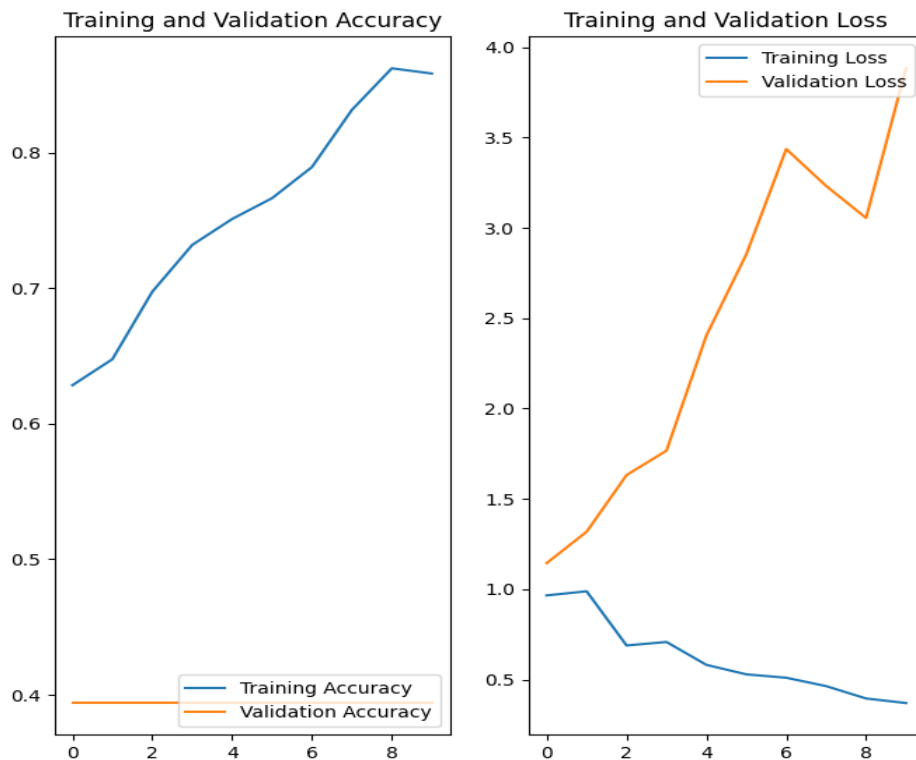 Training and Validation Accuracy
0.8
0.7
0.6
0.5
0.4
Training Accuracy
Validation Accuracy
0 2 4 6 8
Training and Validation Loss
Training Loss
Validation Loss
4.0
3.5
3.0
2.5
2.0
1.5
1.0
0.5
0 2 4 6 8